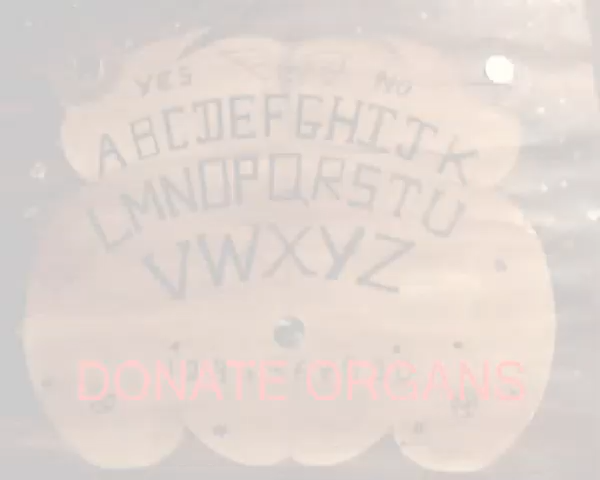 YES NO
ABCDEFGHIJK
LMNOPQRSTU
VWXYZ
DONATE ORGANS